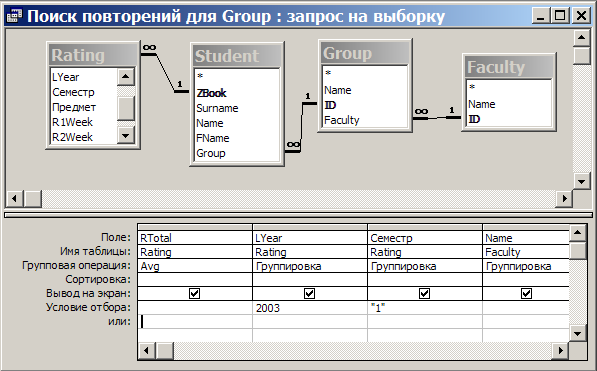 Поиск повторений для Group : запрос на выборку
Rating
LYear
Семестр
Предмет
R1Week
R2Week
∞
1
Student
*
ZBook
Surname
Name
FName
Group
∞
1
Group
*
Name
ID
Faculty
∞
1
Faculty
*
Name
ID
Поле: RTotal LYear Семестр Name
Имя таблицы: Rating Rating Rating Faculty
Групповая операция: Avg Группировка Группировка Группировка
Сортировка:
Вывод на экран:
Условие отбора: 2003 "1"
или: